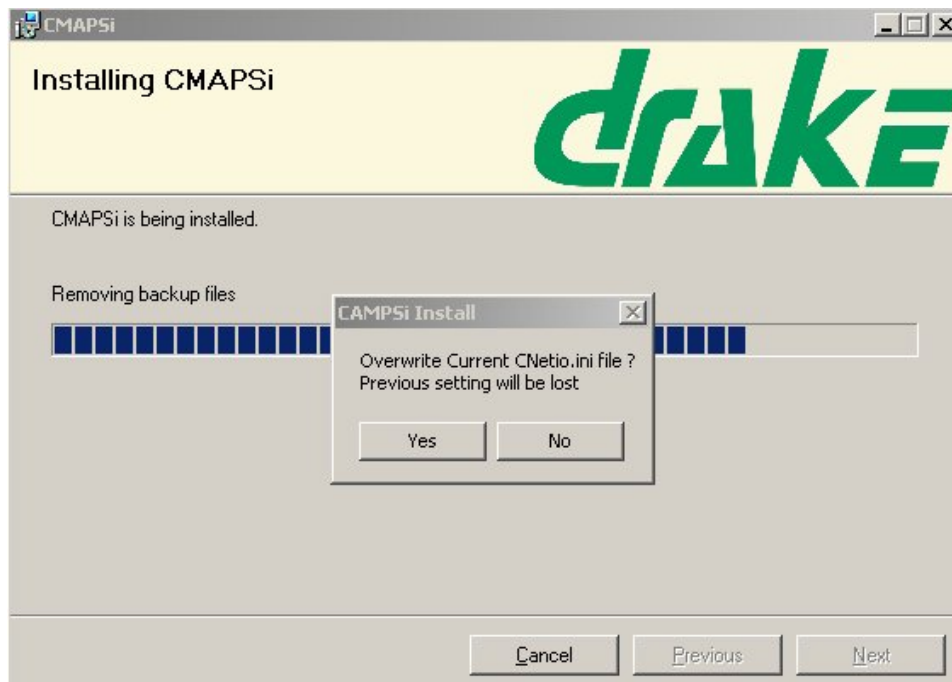 CMAPSi
Installing CMAPSi
drake
CMAPSi is being installed.
Removing backup files
CAMPSi Install
Overwrite Current CNetio.ini file ?
Previous setting will be lost
Yes No
Cancel Previous Next